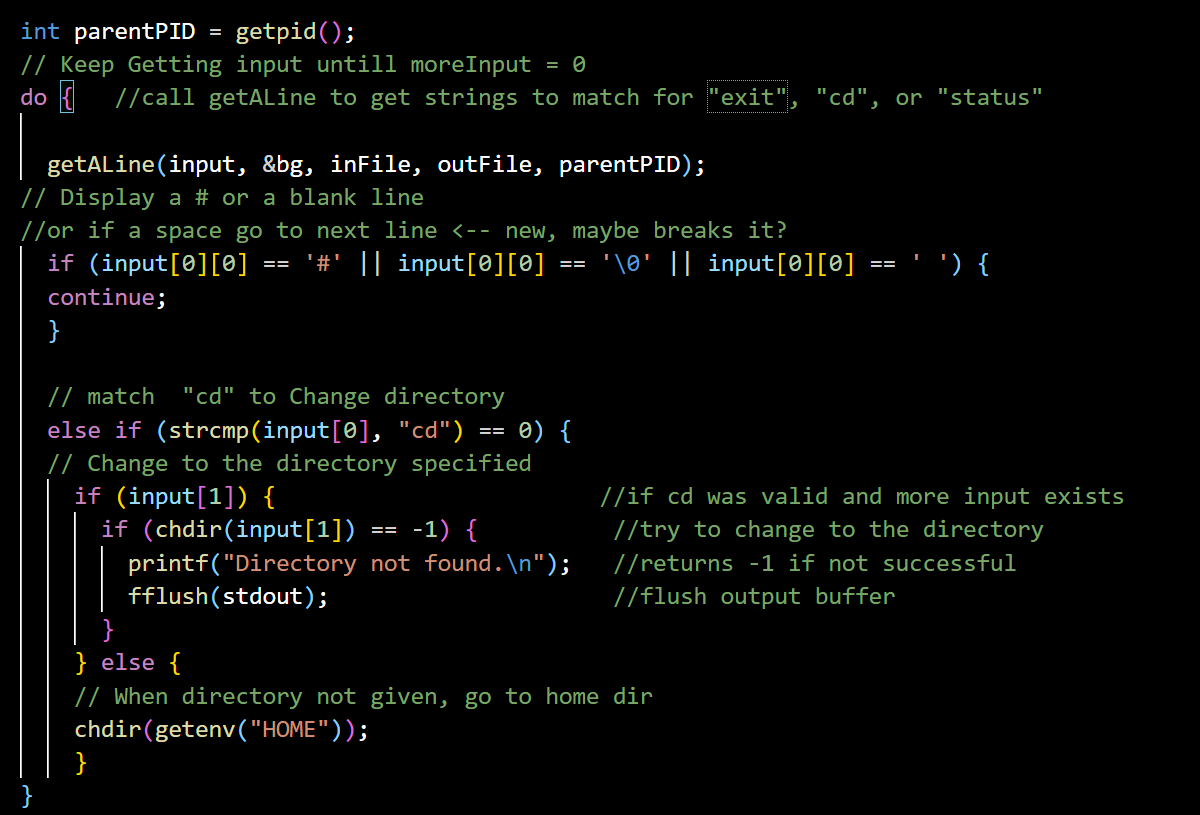 int parentPID = getpid();
// Keep Getting input untill moreInput = 0
do {   //call getALine to get strings to match for "exit", "cd", or "status"
getALine(input, &bg, inFile, outFile, parentPID);
// Display a # or a blank line
//or if a space go to next line <-- new, maybe breaks it?
if (input[0][0] == '#' || input[0][0] == '\0' || input[0][0] == ' ') {
continue;
}
// match  "cd" to Change directory
else if (strcmp(input[0], "cd") == 0) {
// Change to the directory specified
if (input[1]) {                        //if cd was valid and more input exists
if (chdir(input[1]) == -1) {          //try to change to the directory
printf("Directory not found.\n");   //returns -1 if not successful
fflush(stdout);                     //flush output buffer
}
} else {
// When directory not given, go to home dir
chdir(getenv("HOME"));
}
}